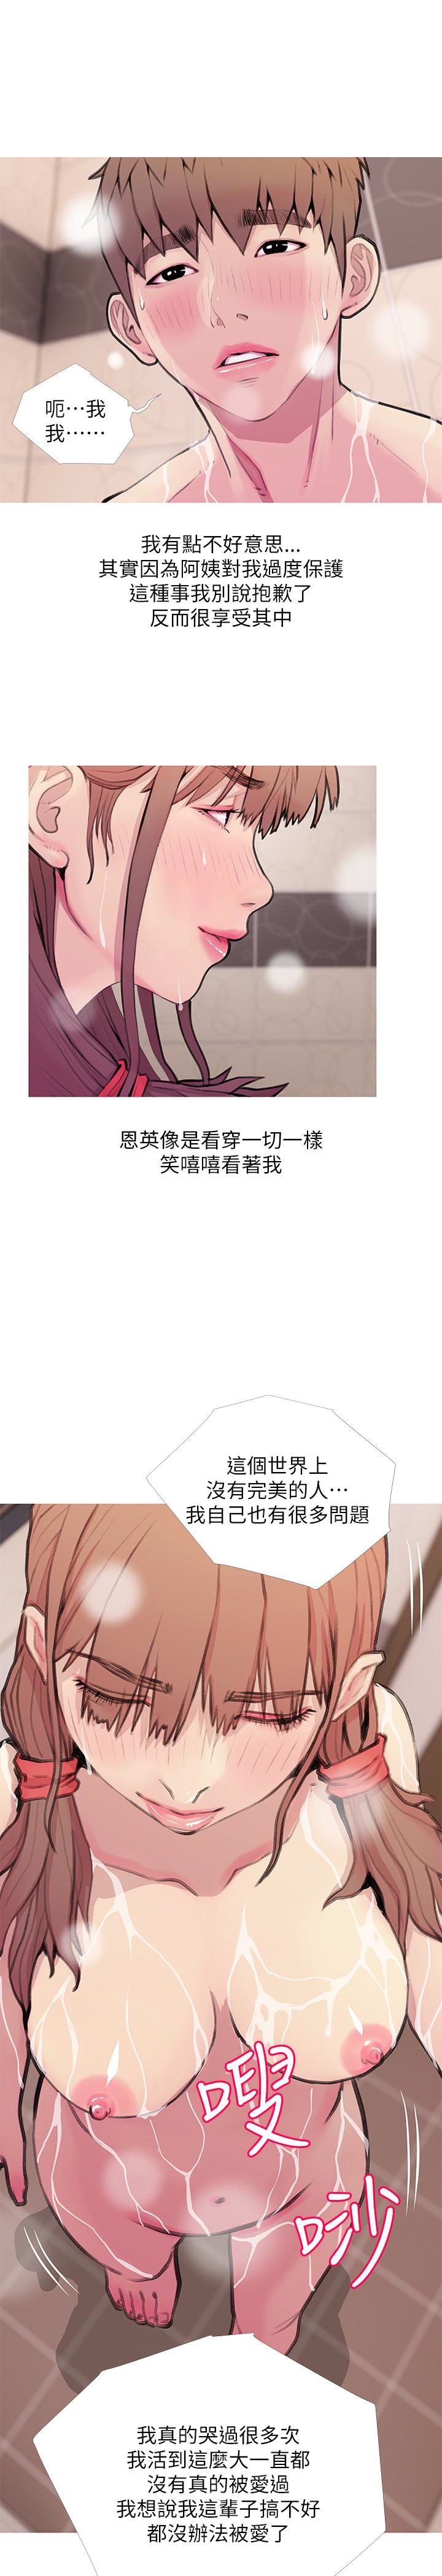 呃…我
我……
我有點不好意思…
其實因為阿姨對我過度保護
這種事我別說抱歉了
反而很享受其中
恩英像是看穿一切一樣
笑嘻嘻看著我
這個世界上
沒有完美的人…
我自己也有很多問題
嗖
唦
我真的哭過很多次
我活到這麼大一直都
沒有真的被愛過
我想說我這輩子搞不好
都沒辦法被愛了